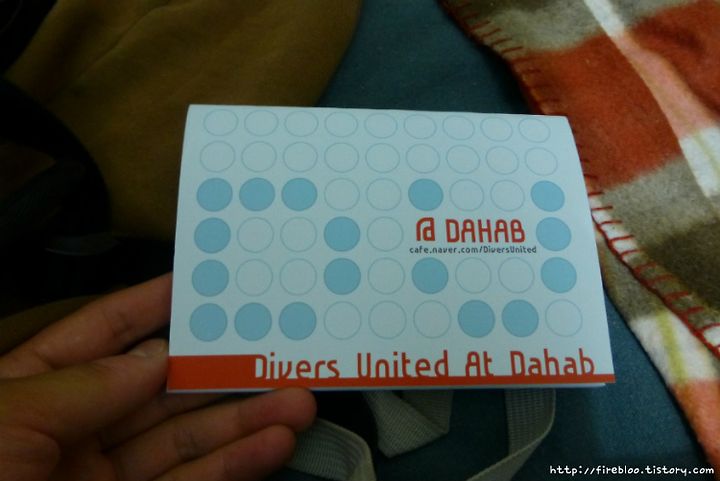 @ DAHAB
cafe.naver.com/DiversUnited
Divers United At Dahab
http://firebloo.tistory.com